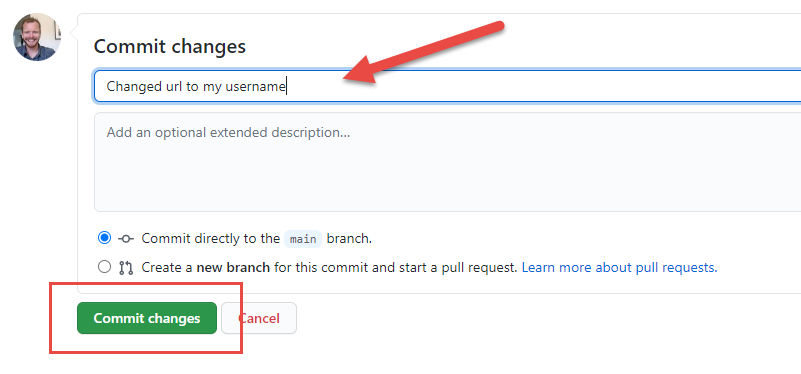 Commit changes
Changed url to my username
Add an optional extended description...
Commit directly to the main branch.
Create a new branch for this commit and start a pull request. Learn more about pull requests.
Commit changes Cancel